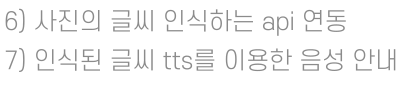 6) 사진의 글씨 인식하는 api 연동
7) 인식된 글씨 tts를 이용한 음성 안내